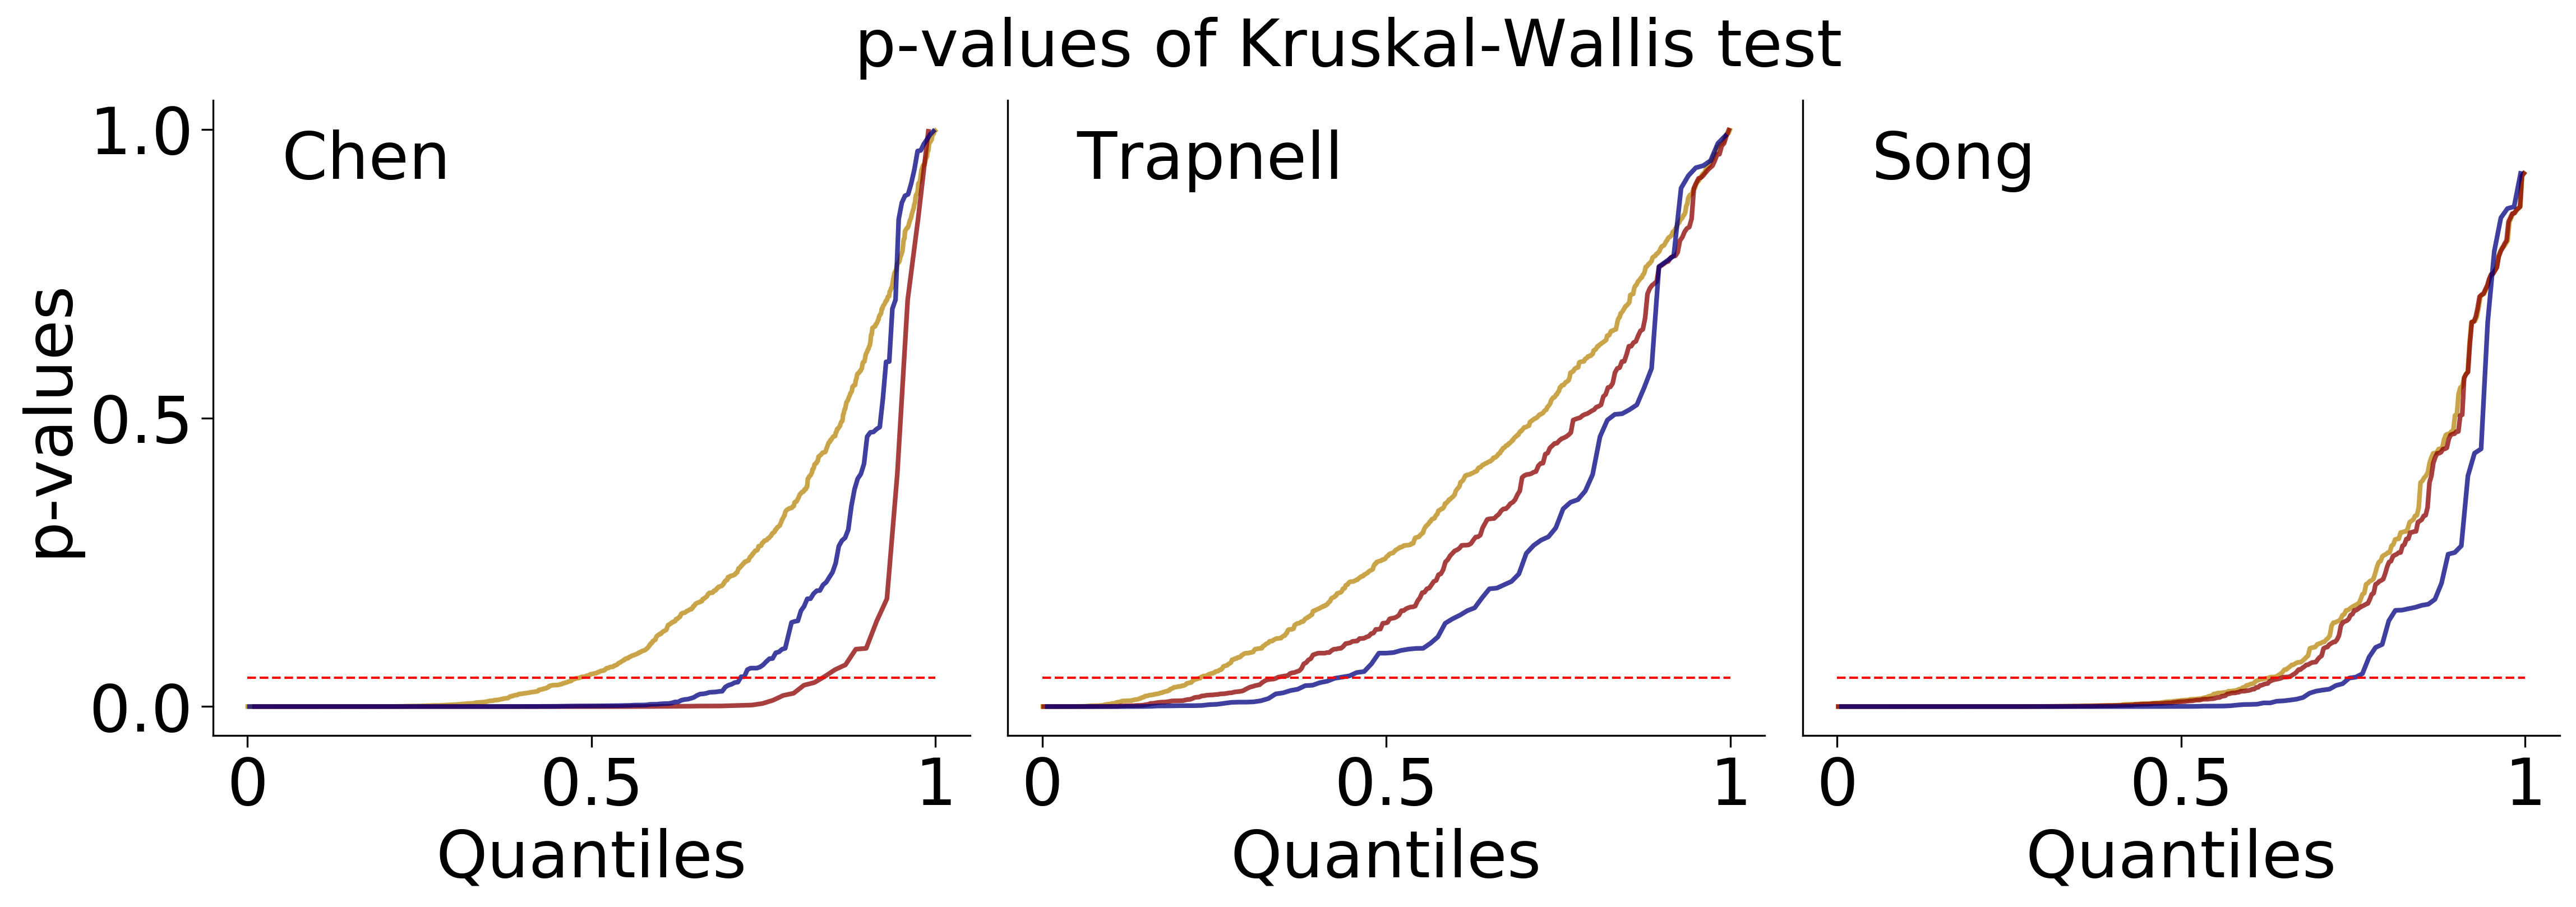 p-values of Kruskal-Wallis test
Chen
Trapnell
Song
p-values
1.0
0.5
0.0
0 0.5 1
0 0.5 1
0 0.5 1
Quantiles
Quantiles
Quantiles